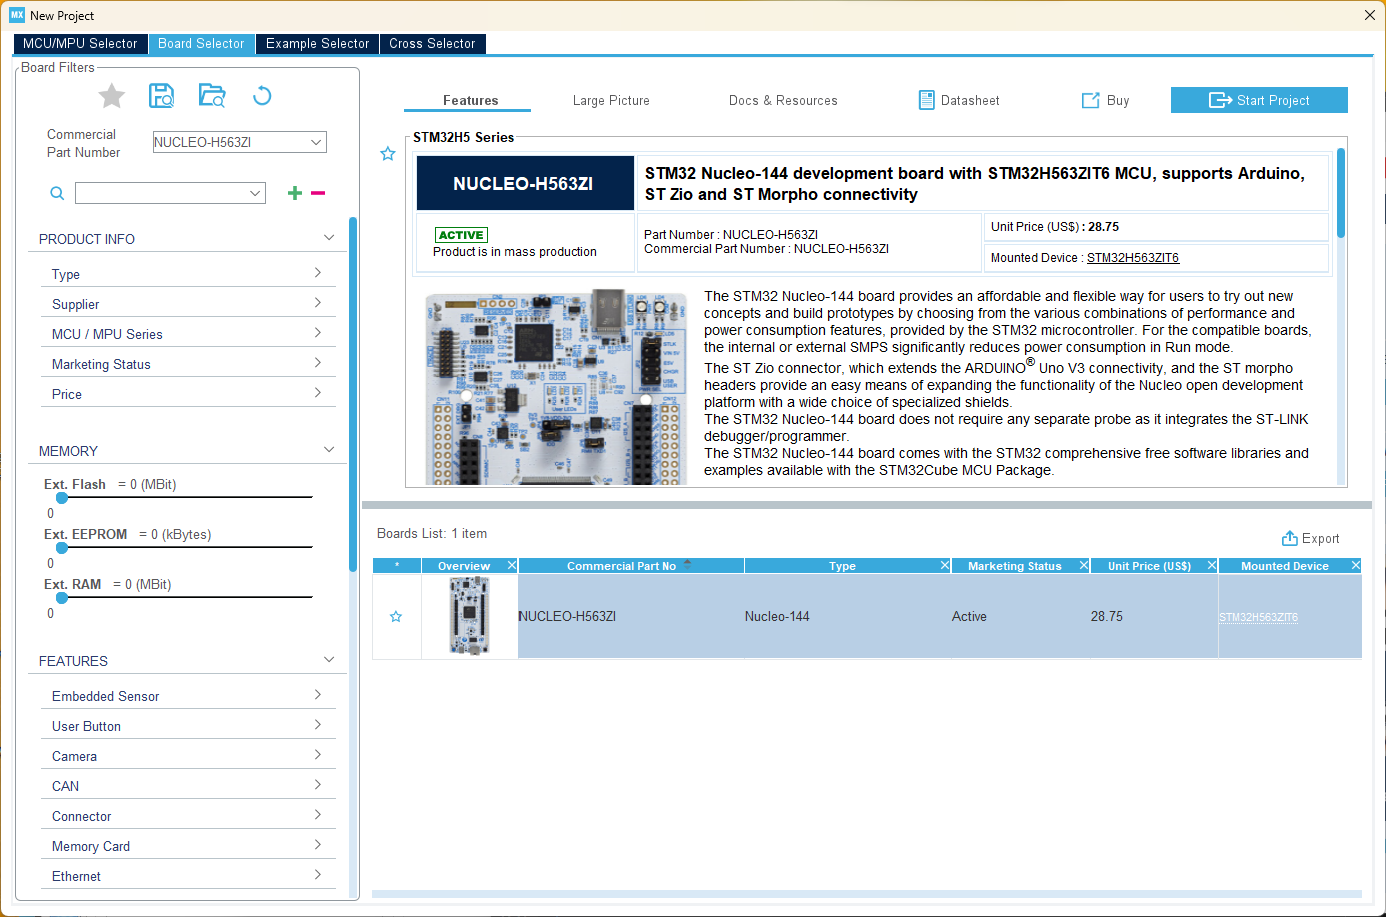 MX New Project
MCU/MPU Selector Board Selector Example Selector Cross Selector
Board Filters
Commercial
Part Number
NUCLEO-H563ZI
PRODUCT INFO
Type
Supplier
MCU / MPU Series
Marketing Status
Price
MEMORY
Ext. Flash = 0 (MBit)
0
Ext. EEPROM = 0 (kBytes)
0
Ext. RAM = 0 (MBit)
0
FEATURES
Embedded Sensor
User Button
Camera
CAN
Connector
Memory Card
Ethernet
Features Large Picture Docs & Resources Datasheet Buy Start Project
STM32H5 Series
NUCLEO-H563ZI
STM32 Nucleo-144 development board with STM32H563ZIT6 MCU, supports Arduino,
ST Zio and ST Morpho connectivity
ACTIVE
Product is in mass production
Part Number : NUCLEO-H563ZI
Commercial Part Number : NUCLEO-H563ZI
Unit Price (US$) : 28.75
Mounted Device : STM32H563ZIT6
The STM32 Nucleo-144 board provides an affordable and flexible way for users to try out new
concepts and build prototypes by choosing from the various combinations of performance and
power consumption features, provided by the STM32 microcontroller. For the compatible boards,
the internal or external SMPS significantly reduces power consumption in Run mode.
The ST Zio connector, which extends the ARDUINO® Uno V3 connectivity, and the ST morpho
headers provide an easy means of expanding the functionality of the Nucleo open development
platform with a wide choice of specialized shields.
The STM32 Nucleo-144 board does not require any separate probe as it integrates the ST-LINK
debugger/programmer.
The STM32 Nucleo-144 board comes with the STM32 comprehensive free software libraries and
examples available with the STM32Cube MCU Package.
Boards List: 1 item
Export
* Overview Commercial Part No Type Marketing Status Unit Price (US$) Mounted Device
NUCLEO-H563ZI Nucleo-144 Active 28.75 STM32H563ZIT6